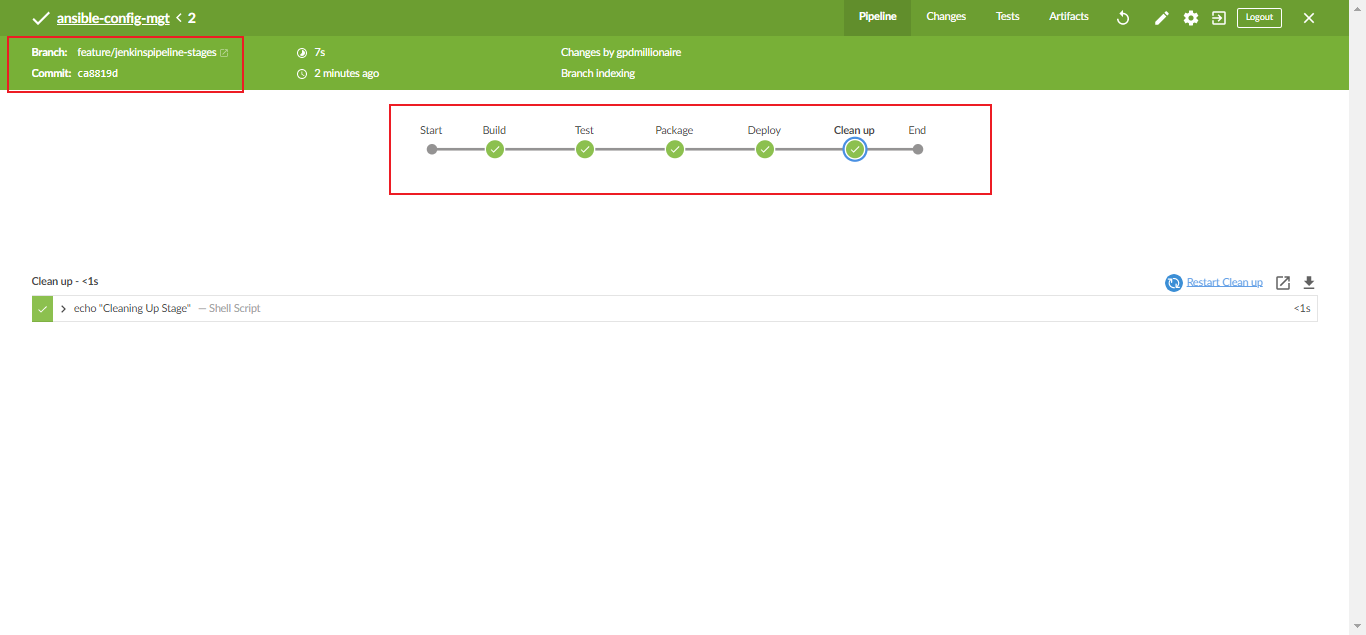 ansible-config-mgt < 2
Pipeline Changes Tests Artifacts Logout
Branch: feature/jenkinspipeline-stages 7s Changes by gpdmillionaire
Commit: ca8819d 2 minutes ago Branch indexing
Start Build Test Package Deploy Clean up End
Clean up - <1s Restart Clean up
echo "Cleaning Up Stage" — Shell Script <1s